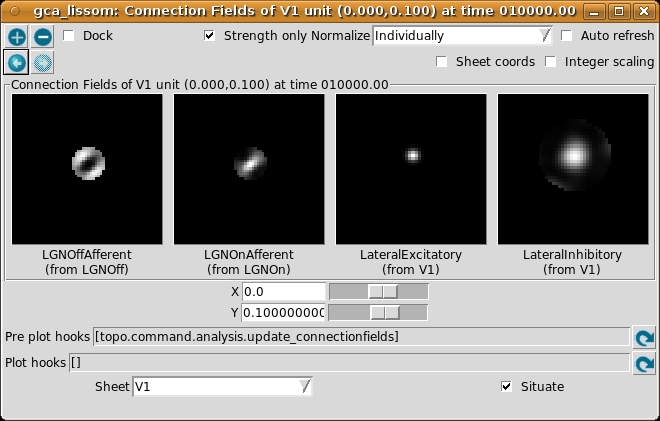 gca_lissom: Connection Fields of V1 unit (0.000,0.100) at time 010000.00
Dock
Strength only Normalize Individually
Auto refresh
Sheet coords
Integer scaling
Connection Fields of V1 unit (0.000,0.100) at time 010000.00
LGNOffAfferent
(from LGNOff)
LGNOnAfferent
(from LGNOn)
LateralExcitatory
(from V1)
LateralInhibitory
(from V1)
X 0.0
Y 0.100000000
Pre plot hooks [topo.command.analysis.update_connectionfields]
Plot hooks []
Sheet V1
Situate